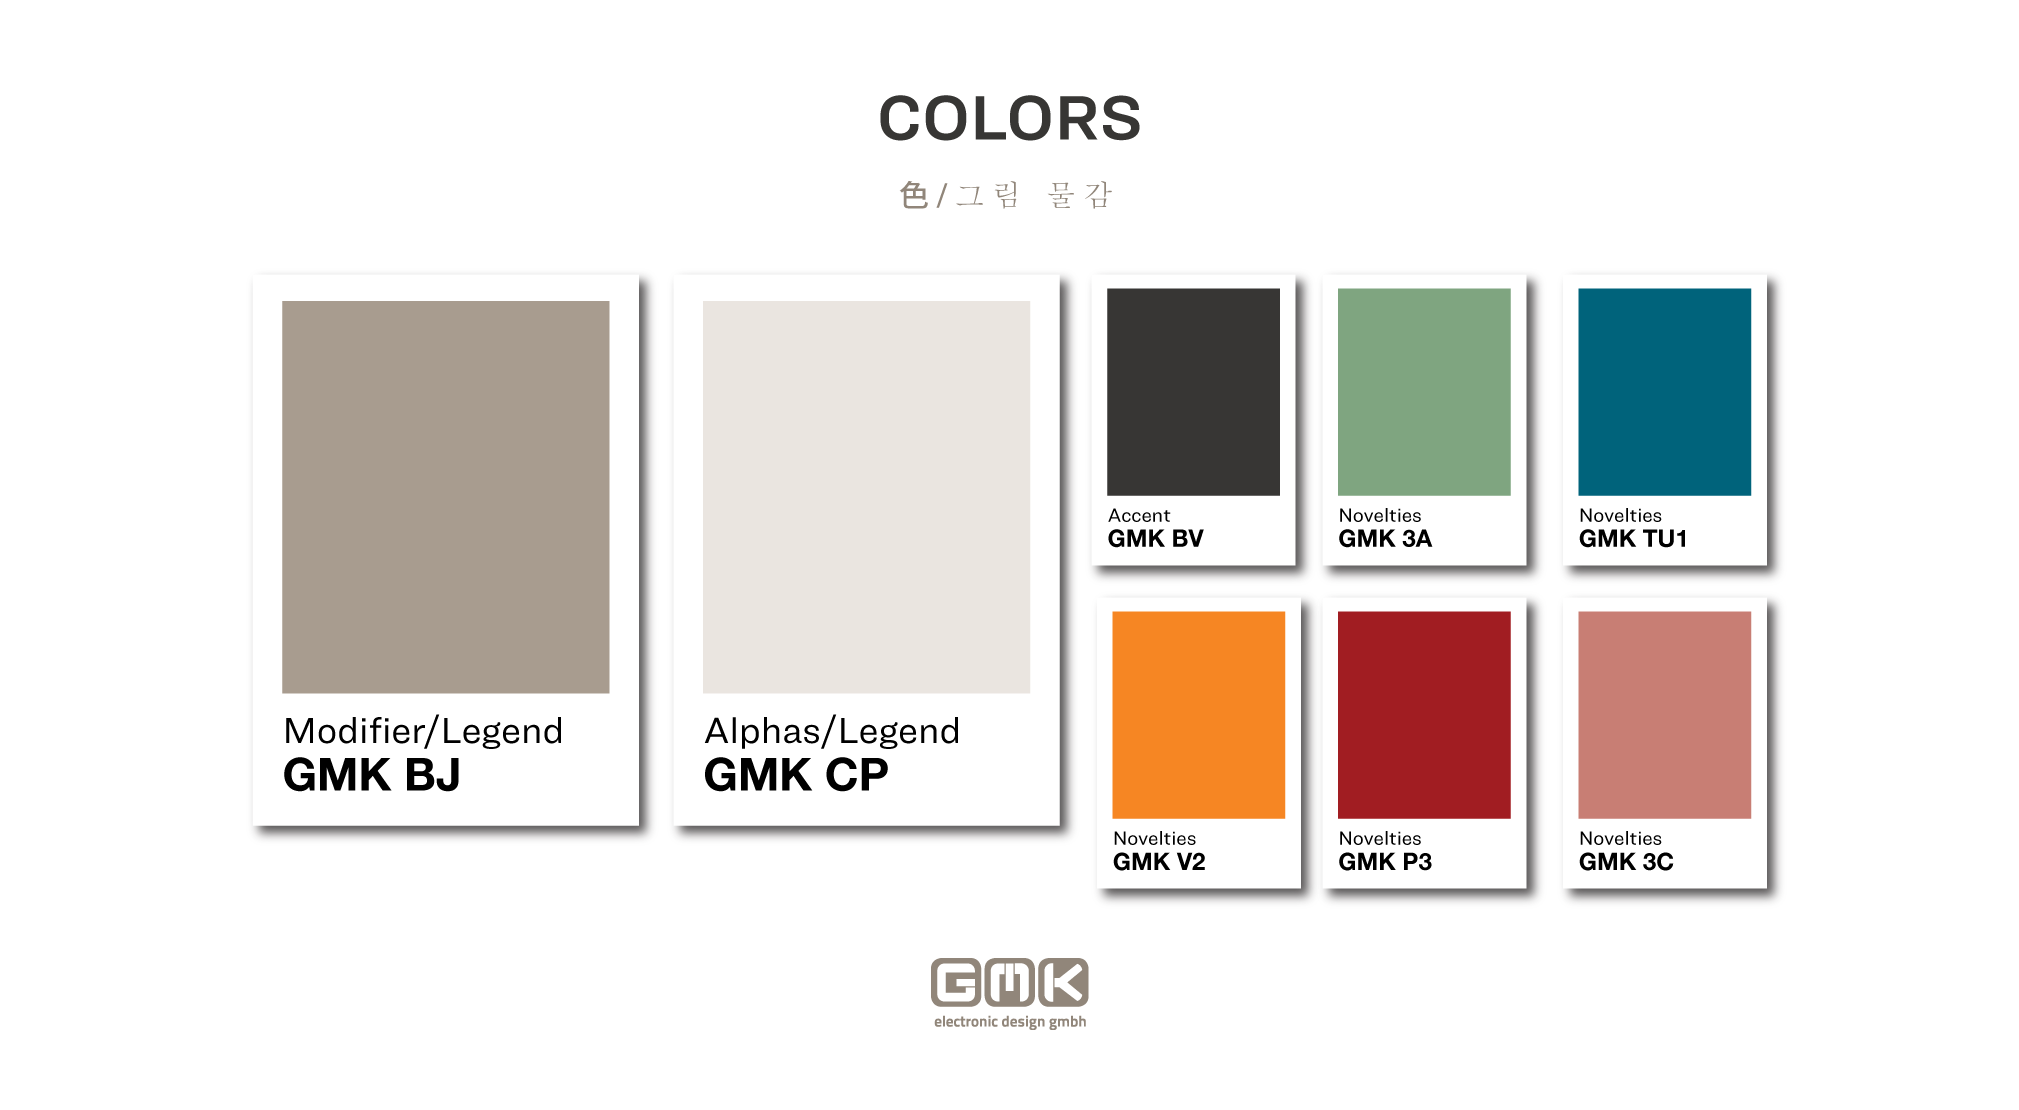 COLORS
色/그림 물감
Modifier/Legend
GMK BJ
Alphas/Legend
GMK CP
Accent
GMK BV
Novelties
GMK 3A
Novelties
GMK TU1
Novelties
GMK V2
Novelties
GMK P3
Novelties
GMK 3C
GMK
electronic design gmbh